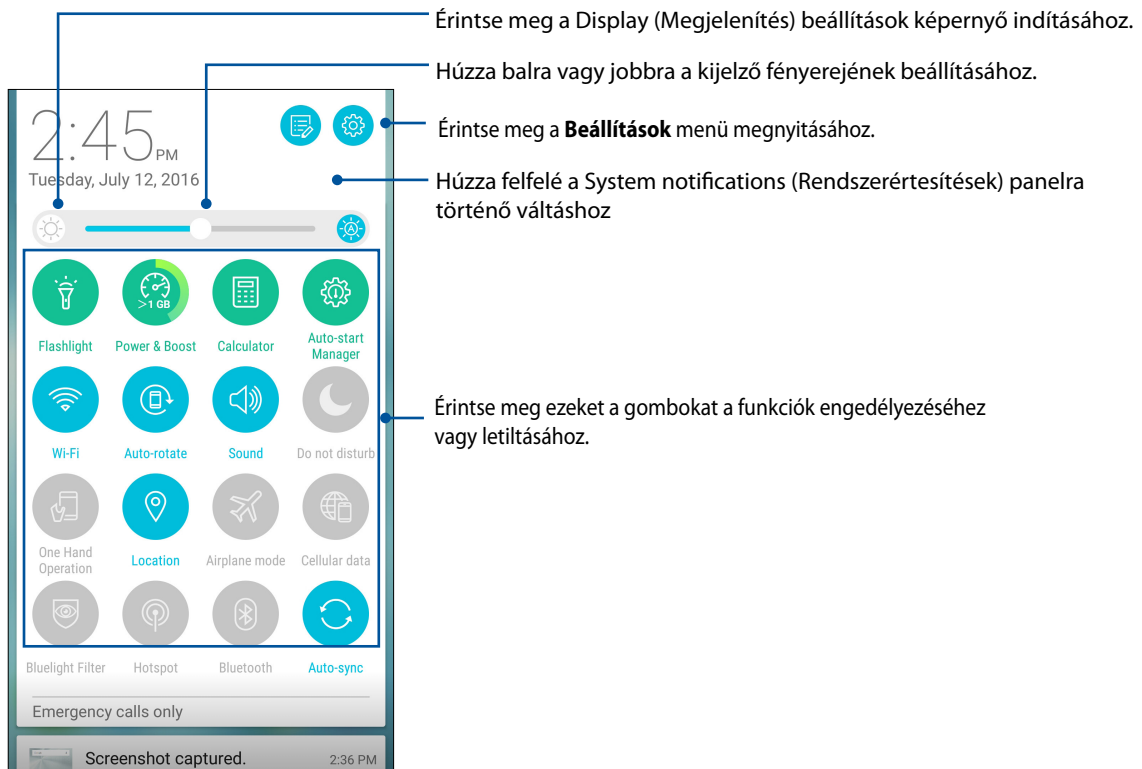 Érintse meg a Display (Megjelenítés) beállítások képernyő indításához.
Húzza balra vagy jobbra a kijelző fényerejének beállításához.
Érintse meg a Beállítások menü megnyitásához.
Húzza felfelé a System notifications (Rendszerértesítések) panelra
történő váltáshoz
Érintse meg ezeket a gombokat a funkciók engedélyezéséhez
vagy letiltásához.
2:45 PM
Tuesday, July 12, 2016
A
>1 GB
Flashlight Power & Boost Calculator Auto-start
Manager
Wi-Fi Auto-rotate Sound Do not disturb
One Hand
Operation Location Airplane mode Cellular data
Bluelight Filter Hotspot Bluetooth Auto-sync
Emergency calls only
Screenshot captured. 2:36 PM